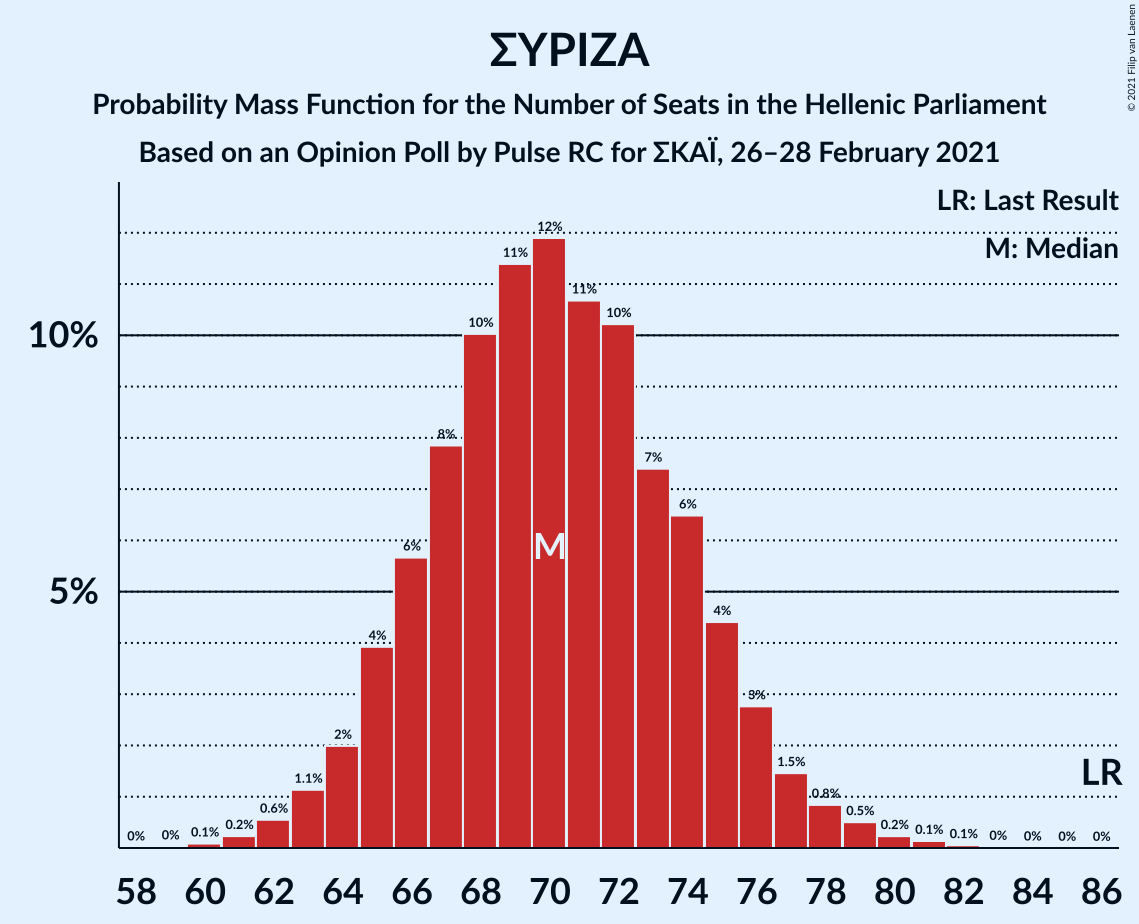 ΣΥΡΙΖΑ
Probability Mass Function for the Number of Seats in the Hellenic Parliament
Based on an Opinion Poll by Pulse RC for ΣΚΑΪ, 26–28 February 2021
© 2021 Filip van Laenen
LR: Last Result
M: Median
10%
5%
0% 0% 0.1% 0.2% 0.6% 1.1% 2% 4% 6% 8% 10% 11% 12% 11% 10% 7% 6% 4% 3% 1.5% 0.8% 0.5% 0.2% 0.1% 0.1% 0% 0% 0% 0%
M
LR
58 60 62 64 66 68 70 72 74 76 78 80 82 84 86